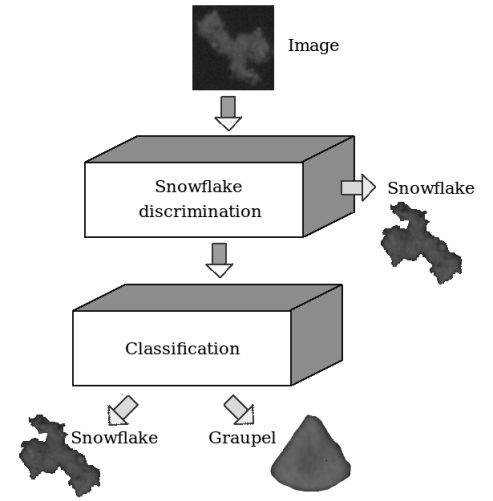 Image
Snowflake
discrimination
Snowflake
Classification
Snowflake
Graupel